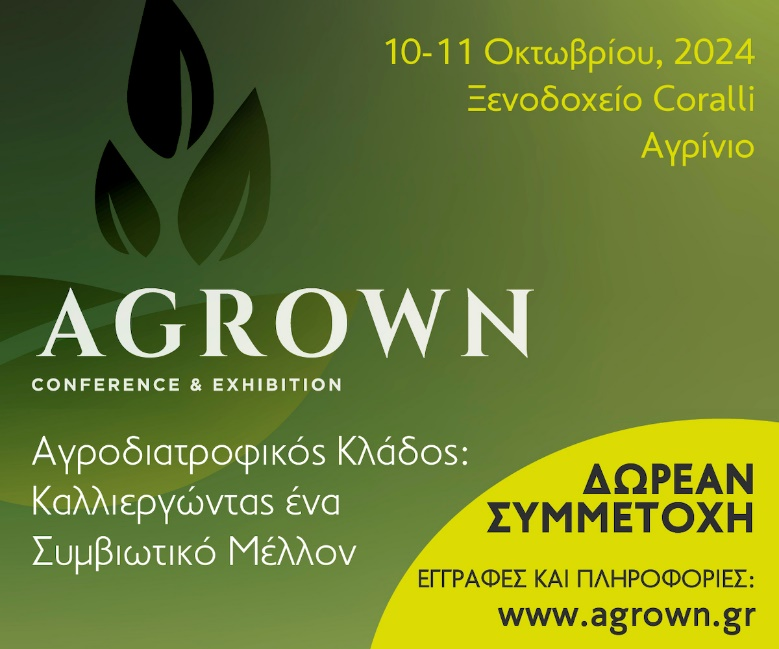 10-11 Οκτωβρίου, 2024
Ξενοδοχείο Coralli
Αγρίνιο
AGROWN
CONFERENCE & EXHIBITION
Αγροδιατροφικός Κλάδος:
Καλλιεργώντας ένα
Συμβιωτικό Μέλλον
ΔΩΡΕΑΝ
ΣΥΜΜΕΤΟΧΗ
ΕΓΓΡΑΦΕΣ ΚΑΙ ΠΛΗΡΟΦΟΡΙΕΣ:
www.agrown.gr